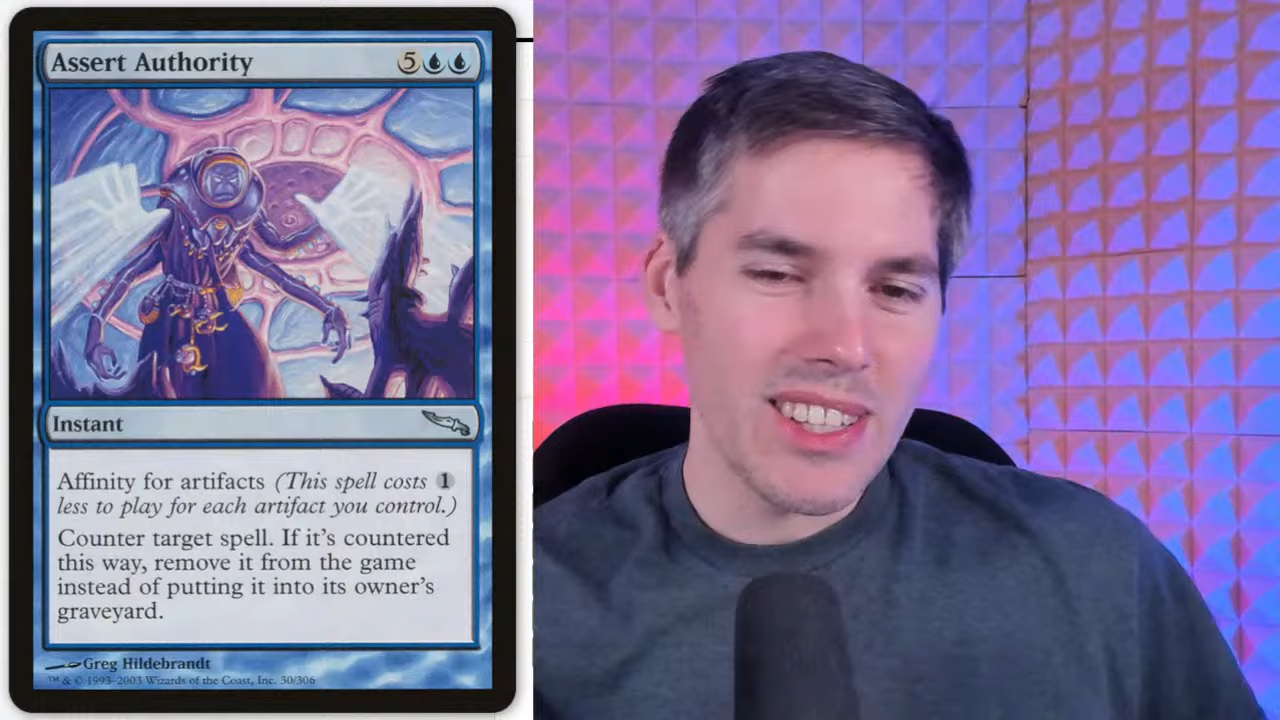 Assert Authority 5
Instant
Affinity for artifacts (This spell costs 1
less to play for each artifact you control.)
Counter target spell. If it's countered
this way, remove it from the game
instead of putting it into its owner's
graveyard.
Greg Hildebrandt
™ & © 1993-2003 Wizards of the Coast, Inc. 30/306